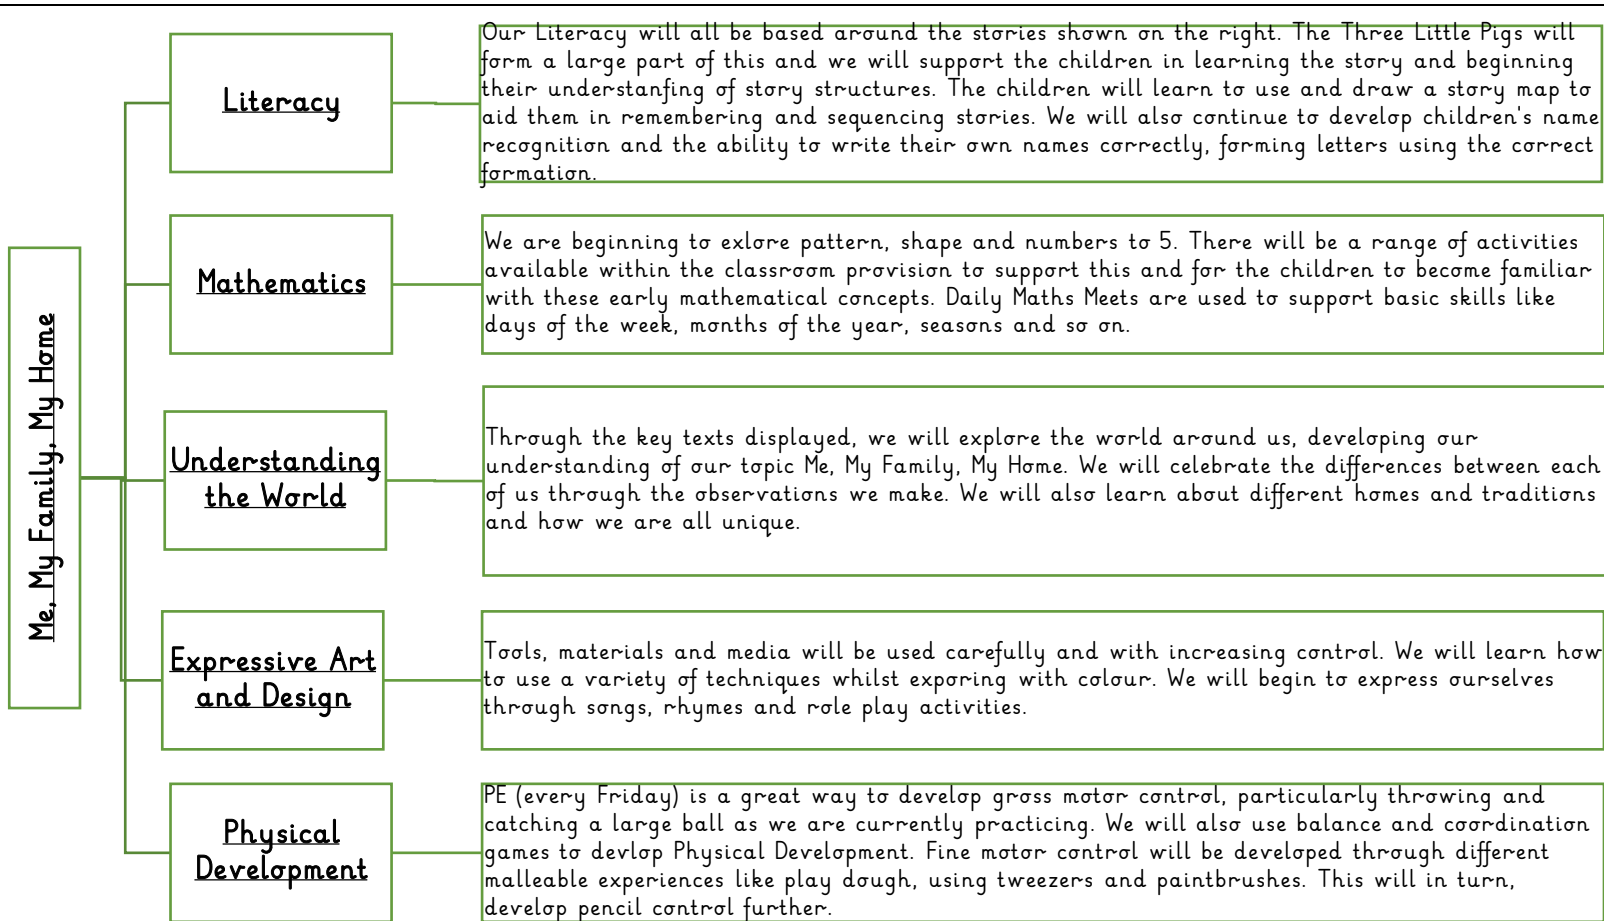 Me, My Family, My Home
Literacy
Our Literacy will all be based around the stories shown on the right. The Three Little Pigs will
form a large part of this and we will support the children in learning the story and beginning
their understanfing of story structures. The children will learn to use and draw a story map to
aid them in remembering and sequencing stories. We will also continue to develop children's name
recognition and the ability to write their own names correctly, forming letters using the correct
formation.
Mathematics
We are beginning to exlore pattern, shape and numbers to 5. There will be a range of activities
available within the classroom provision to support this and for the children to become familiar
with these early mathematical concepts. Daily Maths Meets are used to support basic skills like
days of the week, months of the year, seasons and so on.
Understanding
the World
Through the key texts displayed, we will explore the world around us, developing our
understanding of our topic Me, My Family, My Home. We will celebrate the differences between each
of us through the observations we make. We will also learn about different homes and traditions
and how we are all unique.
Expressive Art
and Design
Tools, materials and media will be used carefully and with increasing control. We will learn how
to use a variety of techniques whilst exporing with colour. We will begin to express ourselves
through songs, rhymes and role play activities.
Physical
Development
PE (every Friday) is a great way to develop gross motor control, particularly throwing and
catching a large ball as we are currently practicing. We will also use balance and coordination
games to devlop Physical Development. Fine motor control will be developed through different
malleable experiences like play dough, using tweezers and paintbrushes. This will in turn,
develop pencil control further.